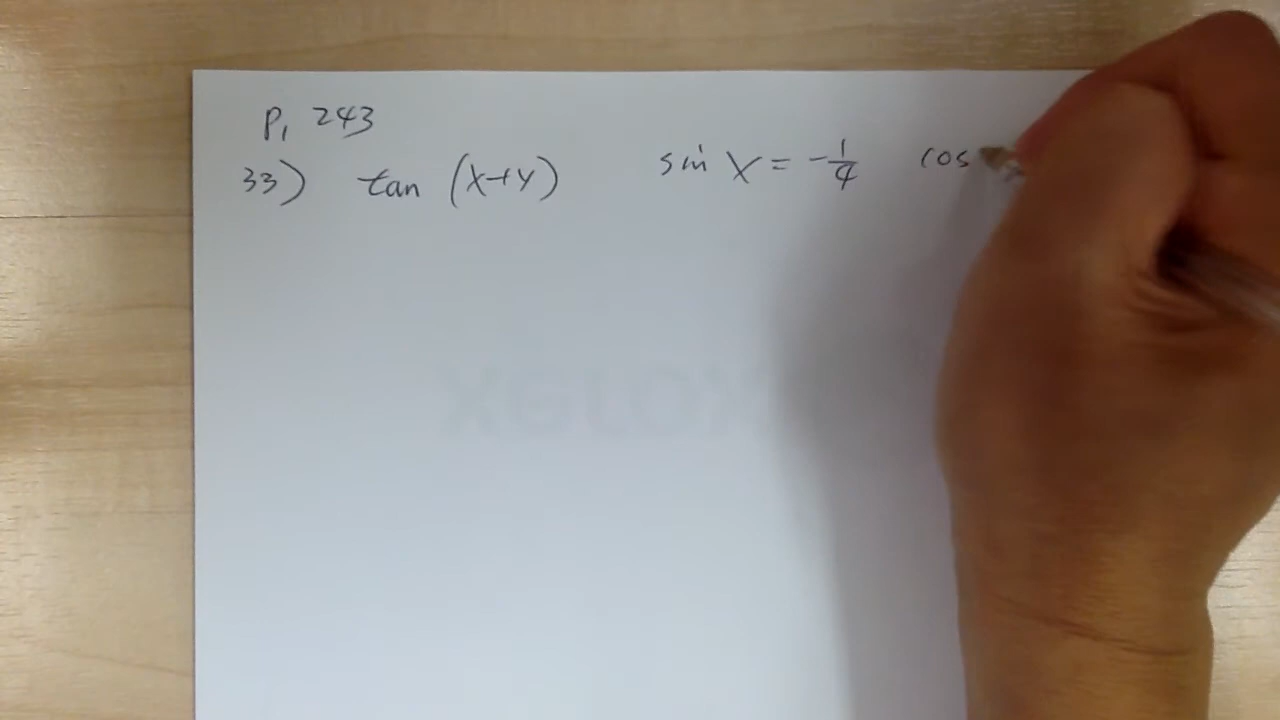 P, 243
33) tan (x+y) sin x = -1/4 cos